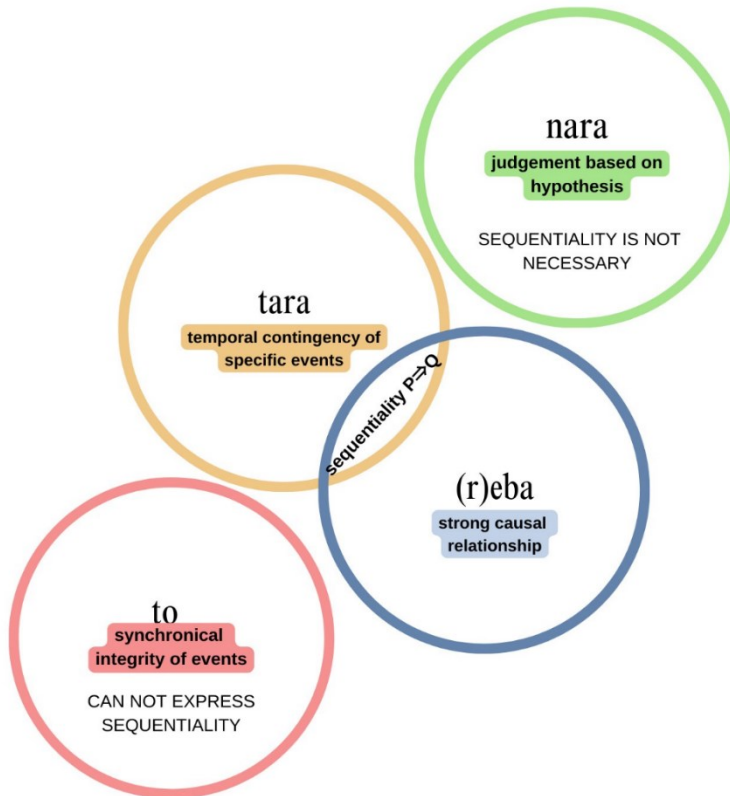 nara
judgement based on
hypothesis
SEQUENTIALITY IS NOT
NECESSARY
tara
temporal contingency of
specific events
sequentiality P⇒Q
(r)eba
strong causal
relationship
to
synchronical
integrity of events
CAN NOT EXPRESS
SEQUENTIALITY